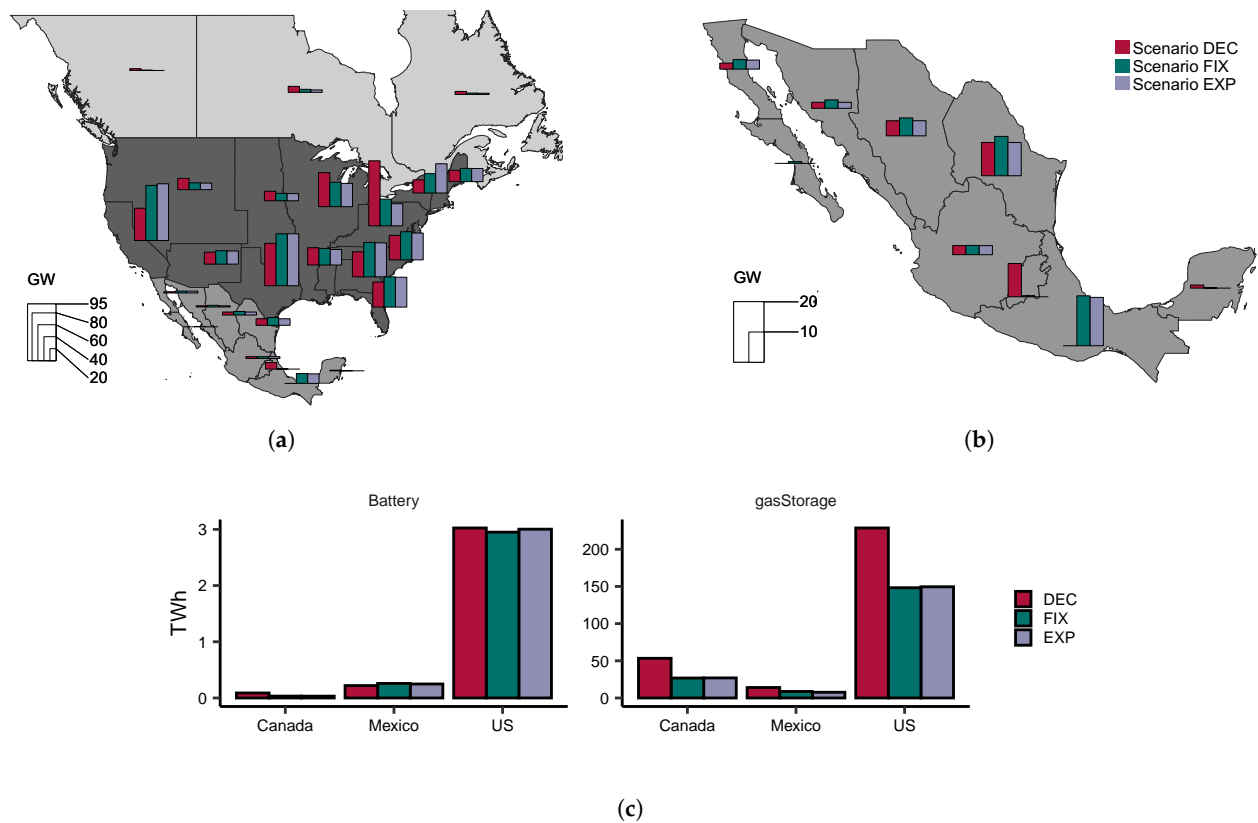 Scenario DEC
Scenario FIX
Scenario EXP
GW
95
80
60
40
20
GW
20
10
(a)
(b)
Battery
gasStorage
TWh
3
2
1
0
200
150
100
50
0
Canada
Mexico
US
Canada
Mexico
US
DEC
FIX
EXP
(c)